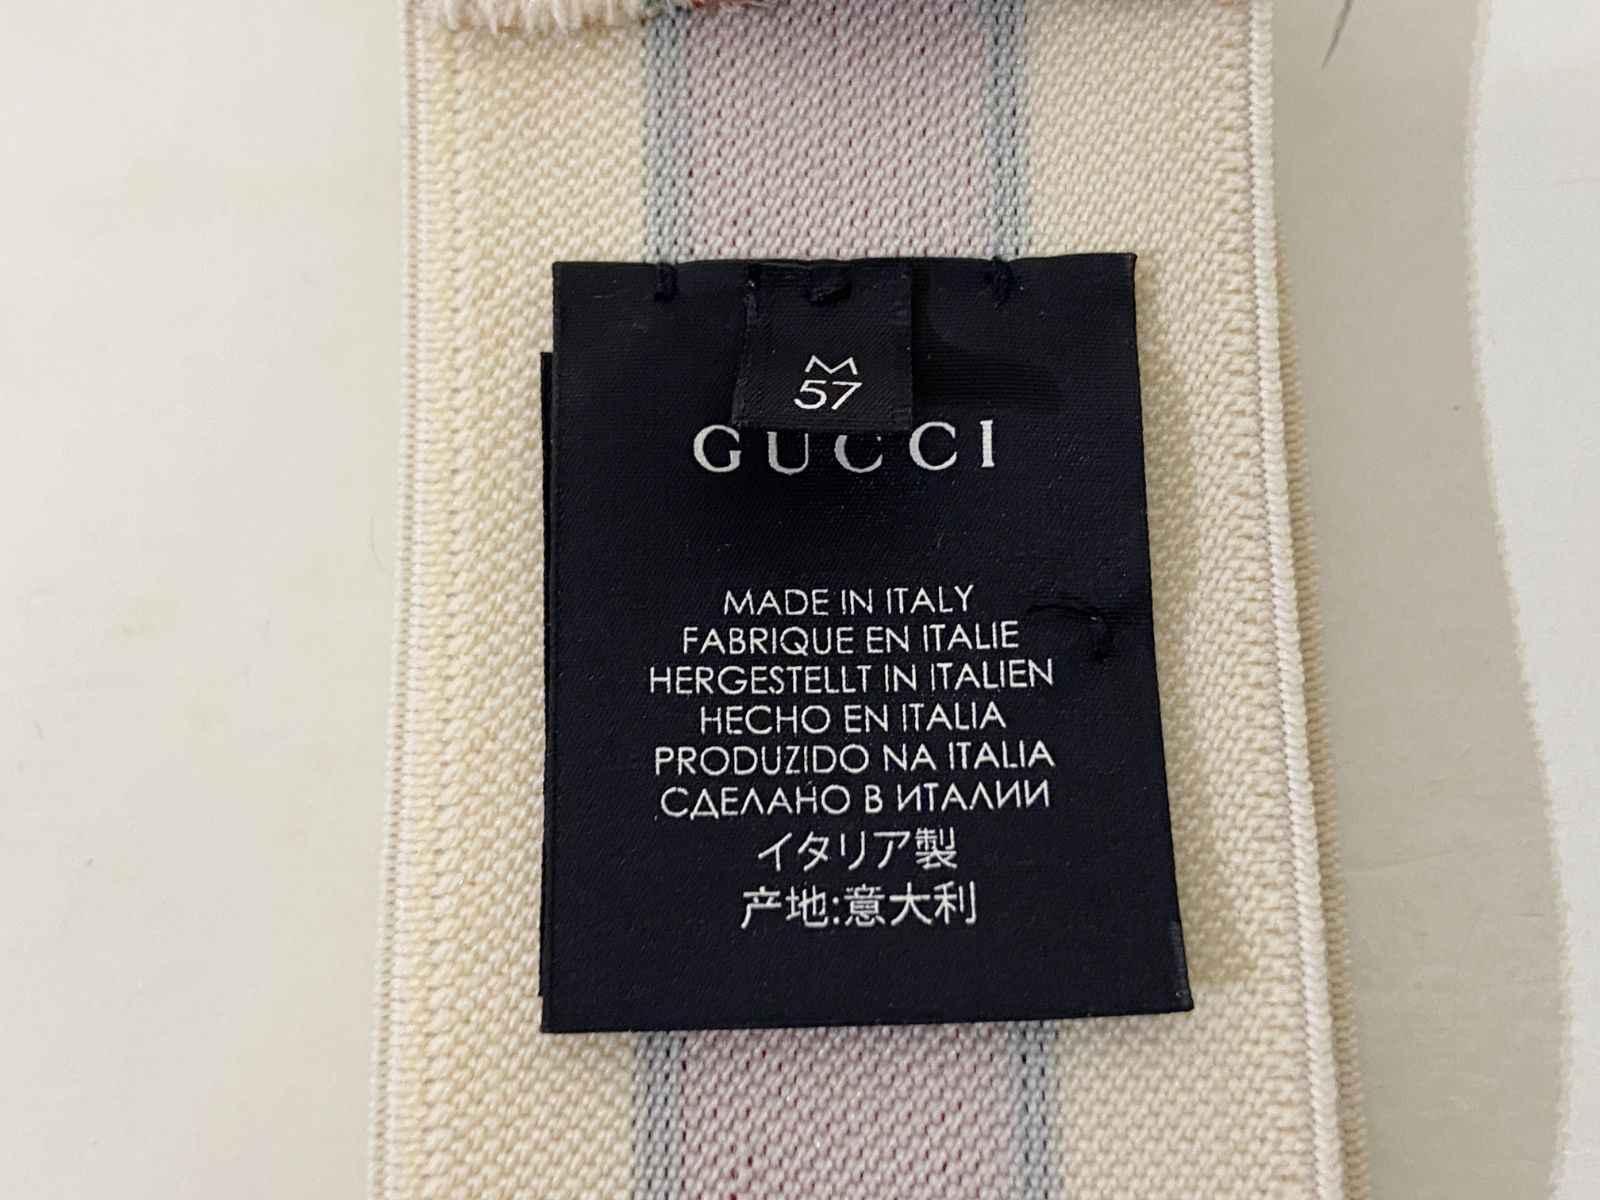 M
57
GUCCI
MADE IN ITALY
FABRIQUE EN ITALIE
HERGESTELLT IN ITALIEN
HECHO EN ITALIA
PRODUZIDO NA ITALIA
СДЕЛАНО В ИТАЛИИ
イタリア製
产地:意大利